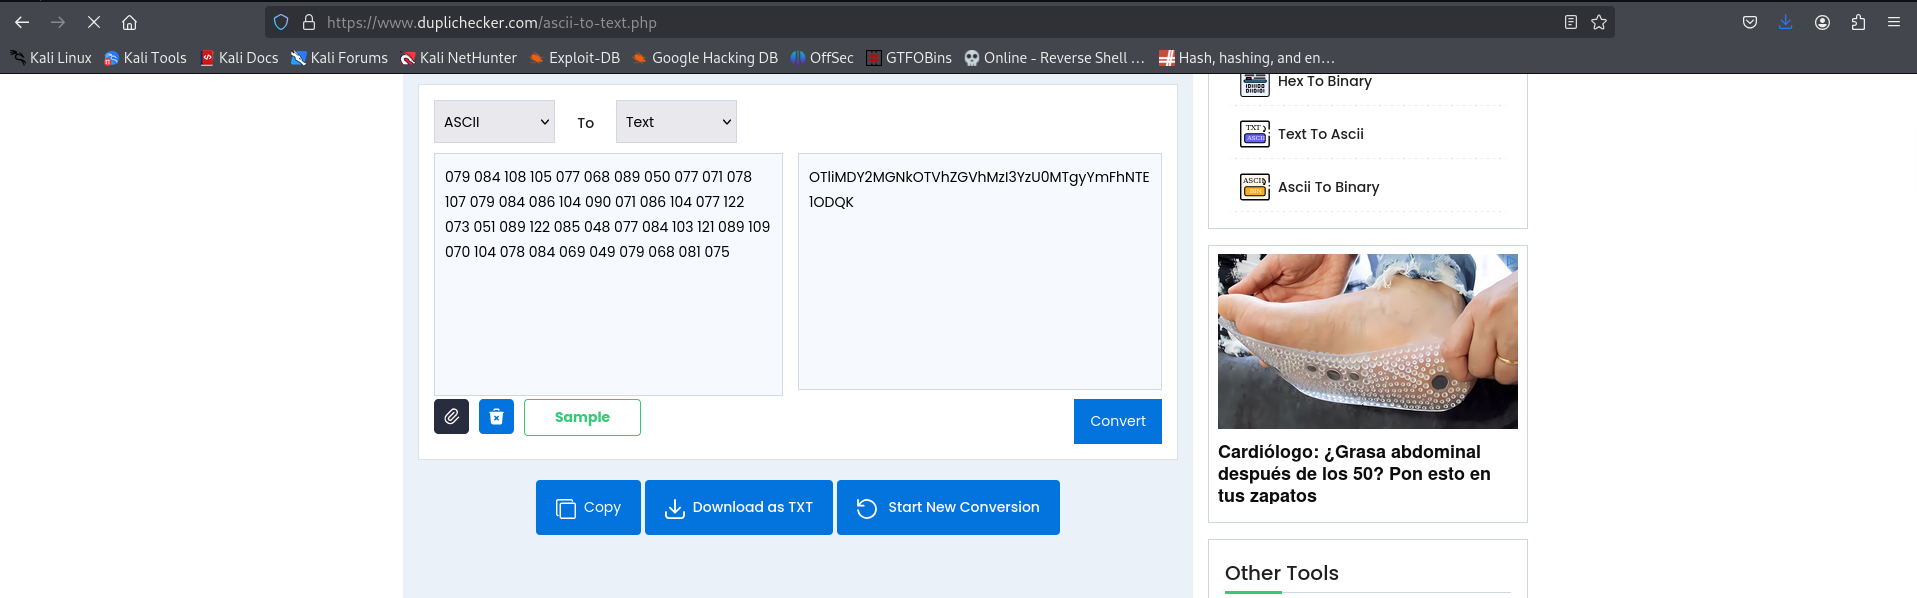 https://www.duplichecker.com/ascii-to-text.php
Kali Linux Kali Tools Kali Docs Kali Forums Kali NetHunter Exploit-DB Google Hacking DB OffSec GTFOBins Online - Reverse Shell … Hash, hashing, and en…
ASCII To Text
079 084 108 105 077 068 089 050 077 071 078
107 079 084 086 104 090 071 086 104 077 122
073 051 089 122 085 048 077 084 103 121 089 109
070 104 078 084 069 049 079 068 081 075
OTliMDY2MGNkOTVhZGVhMzI3YzU0MTgyYmFhNTE
1ODQK
Sample
Convert
Copy
Download as TXT
Start New Conversion
Hex To Binary
Text To Ascii
Ascii To Binary
Cardiólogo: ¿Grasa abdominal
después de los 50? Pon esto en
tus zapatos
Other Tools